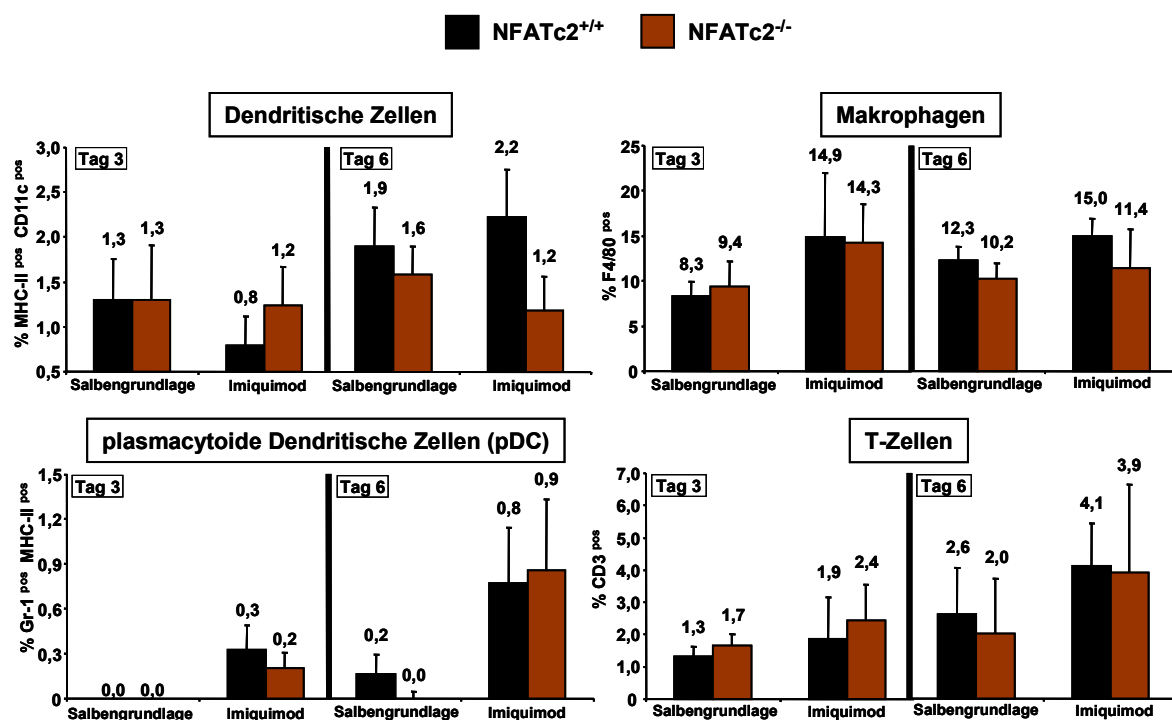 NFATc2+/+ NFATc2-/-
Dendritische Zellen
% MHC-II pos CD11c pos
3,0
2,5
2,0
1,5
1,0
0,5
Tag 3
Tag 6
1,3 1,3 0,8 1,2 1,9 1,6 2,2 1,2
Salbengrundlage Imiquimod Salbengrundlage Imiquimod
Makrophagen
% F4/80 pos
25
20
15
10
5
0
Tag 3
Tag 6
8,3 9,4 14,9 14,3 12,3 10,2 15,0 11,4
Salbengrundlage Imiquimod Salbengrundlage Imiquimod
plasmacytoide Dendritische Zellen (pDC)
% Gr-1 pos MHC-II pos
1,5
1,2
0,9
0,6
0,3
0
Tag 3
Tag 6
0,0 0,0 0,3 0,2 0,2 0,0 0,8 0,9
Salbengrundlage Imiquimod Salbengrundlage Imiquimod
T-Zellen
% CD3 pos
7,0
6,0
5,0
4,0
3,0
2,0
1,0
0
Tag 3
Tag 6
1,3 1,7 1,9 2,4 2,6 2,0 4,1 3,9
Salbengrundlage Imiquimod Salbengrundlage Imiquimod